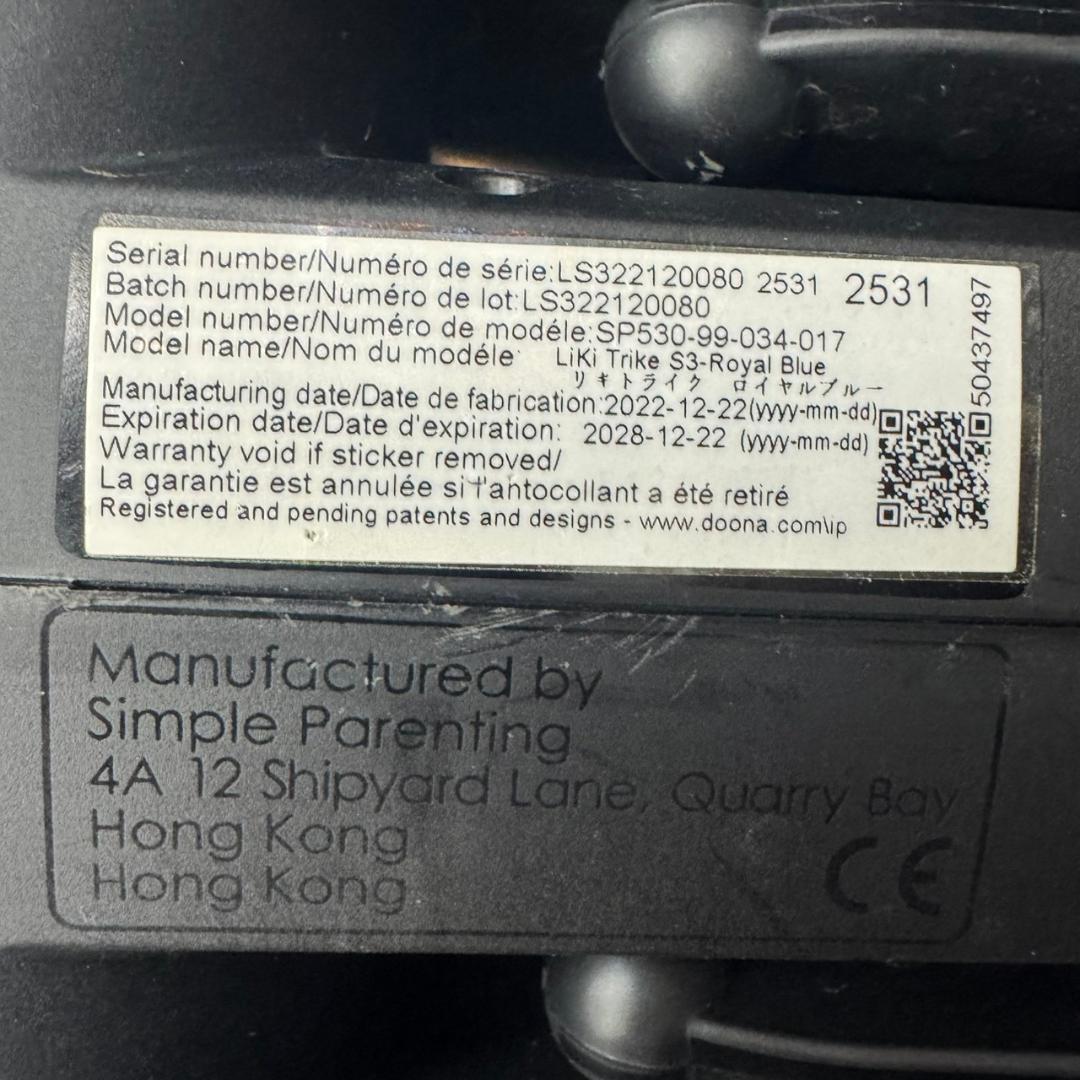 Serial number/Numéro de série:LS322120080 2531 2531
Batch number/Numéro de lot:LS322120080
Model number/Numéro de modéle:SP530-99-034-017
Model name/Nom du modéle: LiKi Trike S3-Royal Blue
リキトライク ロイヤルブルー
Manufacturing date/Date de fabrication:2022-12-22(yyyy-mm-dd)
Expiration date/Date d'expiration: 2028-12-22 (yyyy-mm-dd)
Warranty void if sticker removed/
La garantie est annulée si l'antocollant a été retiré
Registered and pending patents and designs - www.doona.com\ip
50437497
Manufactured by
Simple Parenting
4A 12 Shipyard Lane, Quarry Bay
Hong Kong
Hong Kong
CE